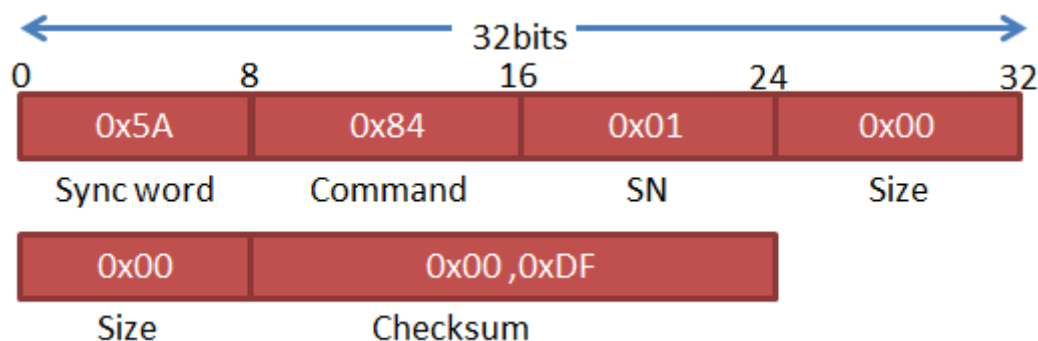 32bits
0 8 16 24 32
0x5A 0x84 0x01 0x00
Sync word Command SN Size
0x00 0x00 ,0xDF
Size Checksum